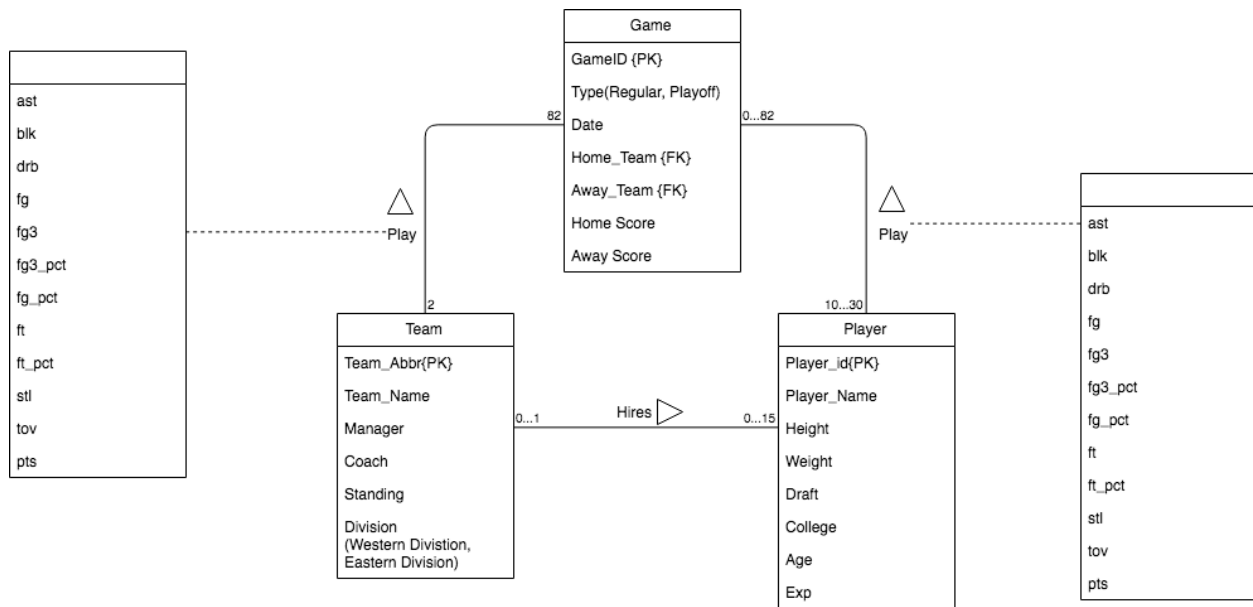 Game
GameID {PK}
Type(Regular, Playoff)
Date
Home_Team {FK}
Away_Team {FK}
Home Score
Away Score
ast
blk
drb
fg
fg3
fg3_pct
fg_pct
ft
ft_pct
stl
tov
pts
82
0...82
Play
Play
2
10...30
Team
Team_Abbr{PK}
Team_Name
Manager
Coach
Standing
Division
(Western Divistion,
Eastern Division)
0...1
Hires
0...15
Player
Player_id{PK}
Player_Name
Height
Weight
Draft
College
Age
Exp
ast
blk
drb
fg
fg3
fg3_pct
fg_pct
ft
ft_pct
stl
tov
pts